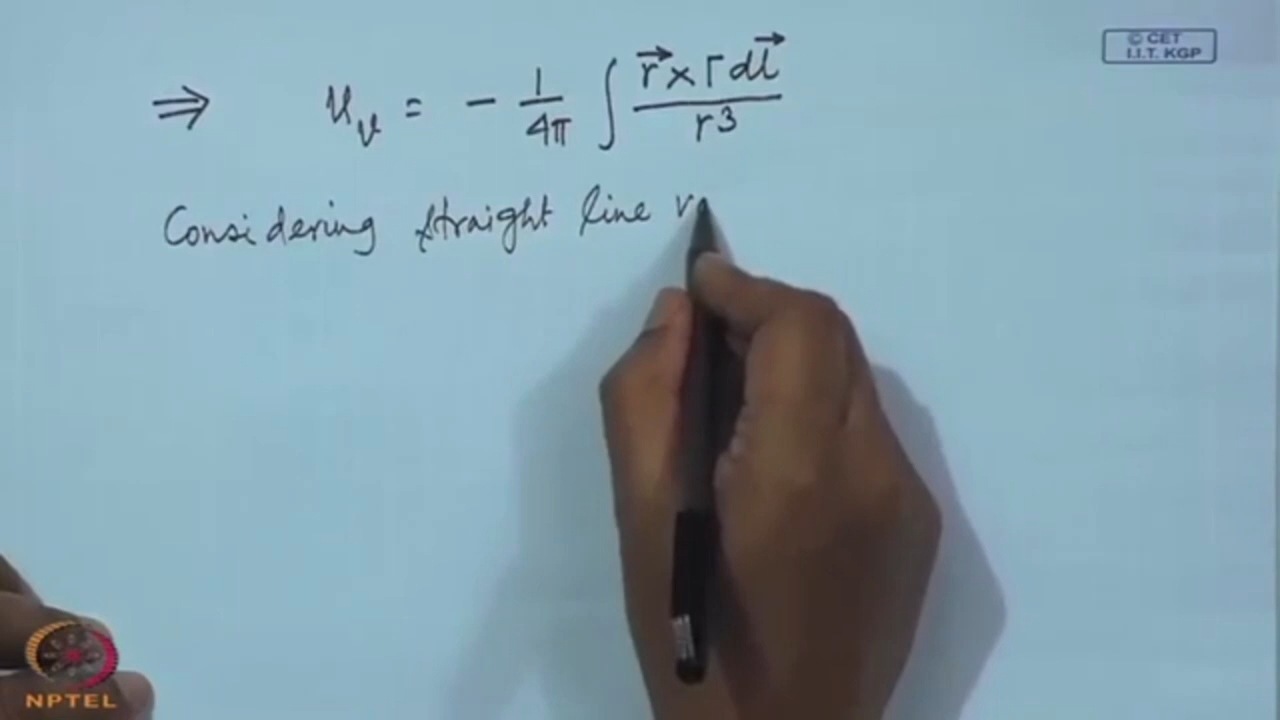 © CET
I.I.T. KGP
⇒ u_v = - 1/4π ∫ r⃗ × Γ dl⃗ / r³
Considering straight line
NPTEL